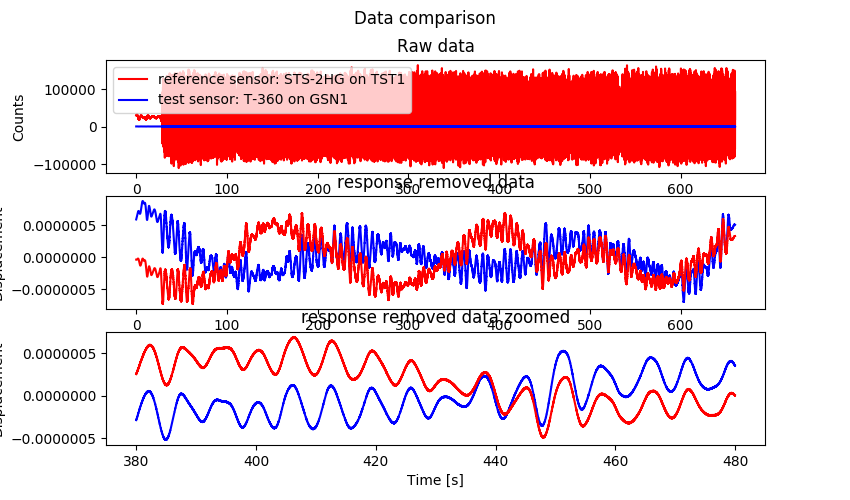 Data comparison
Raw data
reference sensor: STS-2HG on TST1
test sensor: T-360 on GSN1
Counts
100000
0
−100000
0 100 200 300 400 500 600
response removed data
Displacement
0.0000005
0.0000000
−0.0000005
0 100 200 300 400 500 600
response removed data zoomed
Displacement
0.0000005
0.0000000
−0.0000005
380 400 420 440 460 480
Time [s]